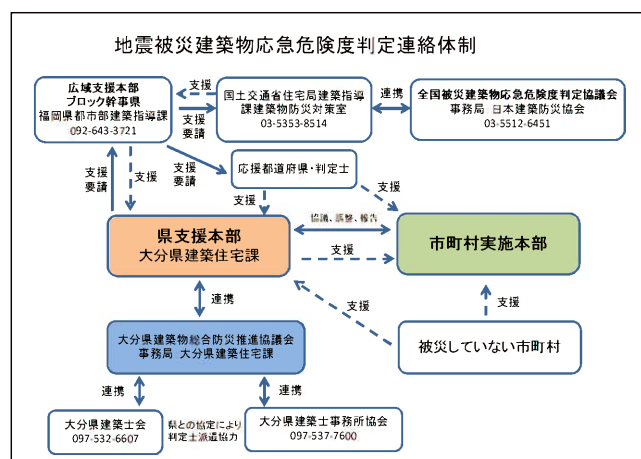 地震被災建築物応急危険度判定連絡体制
広域支援本部
ブロック幹事県
福岡県都市部建築指導課
092-643-3721
支援
支援
要請
国土交通省住宅局建築指導
課建築物防災対策室
03-5353-8514
連携
全国被災建築物応急危険度判定協議会
事務局 日本建築防災協会
03-5512-6451
支援
要請
支援
支援
要請
応援都道府県・判定士
支援
支援
県支援本部
大分県建築住宅課
協議、調整、報告
支援
市町村実施本部
連携
支援
支援
大分県建築物総合防災推進協議会
事務局 大分県建築住宅課
被災していない市町村
連携
連携
大分県建築士会
097-532-6607
県との協定により
判定士派遣協力
大分県建築士事務所協会
097-537-7600